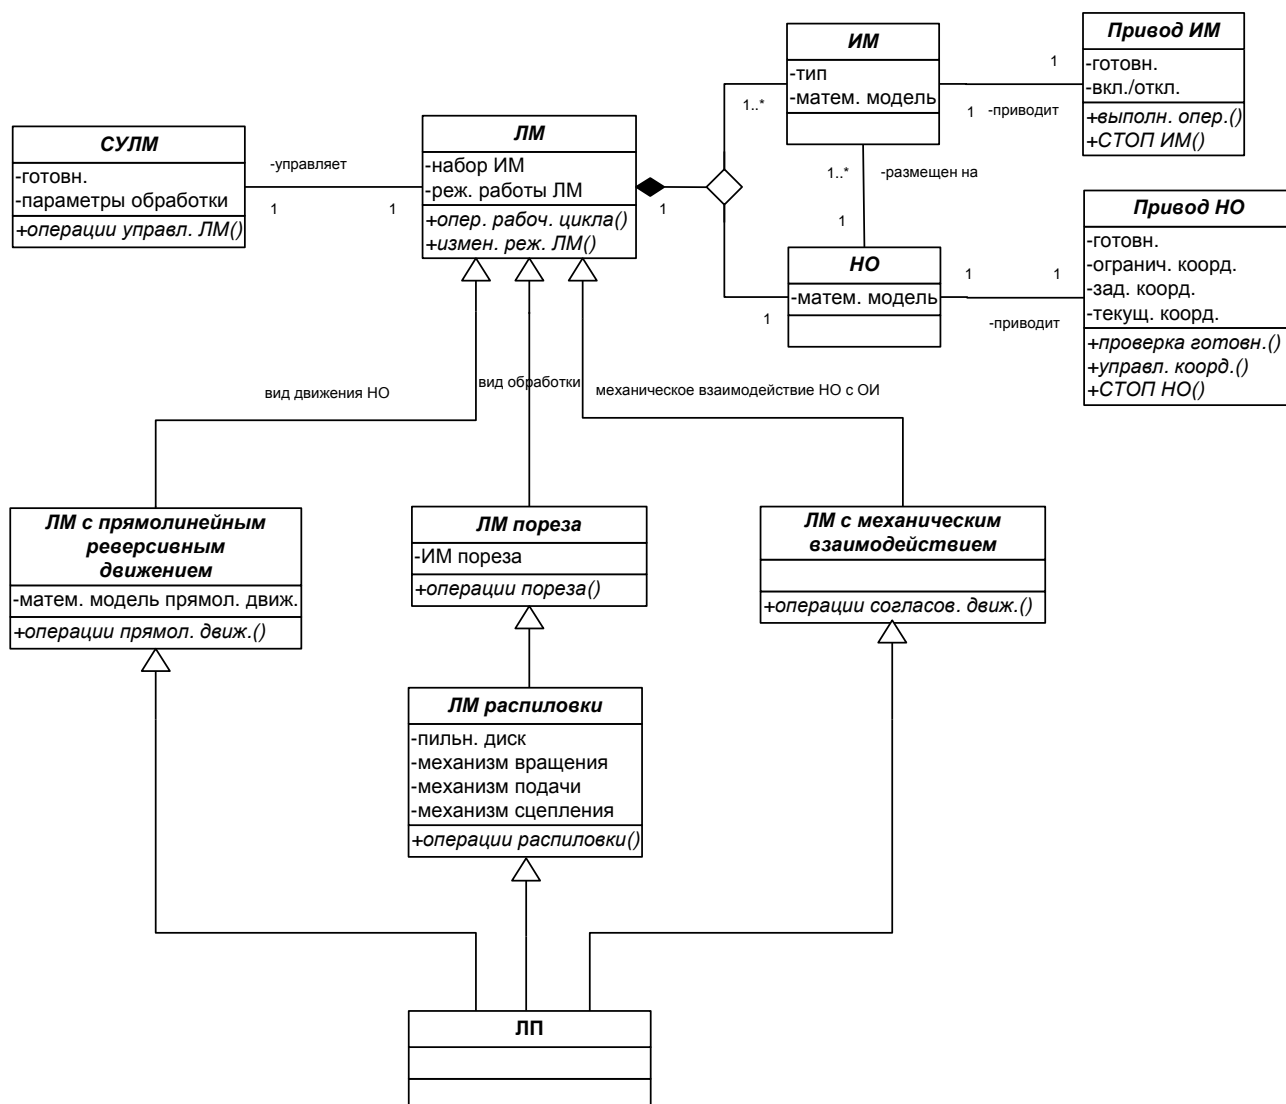 СУЛМ
-готовн.
-параметры обработки
+операции управл. ЛМ()
-управляет
1
1
ЛМ
-набор ИМ
-реж. работы ЛМ
+опер. рабоч. цикла()
+измен. реж. ЛМ()
1
1..*
1
ИМ
-тип
-матем. модель
1
1
-приводит
Привод ИМ
-готовн.
-вкл./откл.
+выполн. опер.()
+СТОП ИМ()
1..*
-размещен на
1
НО
-матем. модель
1
1
-приводит
Привод НО
-готовн.
-огранич. коорд.
-зад. коорд.
-текущ. коорд.
+проверка готовн.()
+управл. коорд.()
+СТОП НО()
вид движения НО
вид обработки
механическое взаимодействие НО с ОИ
ЛМ с прямолинейным
реверсивным
движением
-матем. модель прямол. движ.
+операции прямол. движ.()
ЛМ пореза
-ИМ пореза
+операции пореза()
ЛМ с механическим
взаимодействием
+операции согласов. движ.()
ЛМ распиловки
-пильн. диск
-механизм вращения
-механизм подачи
-механизм сцепления
+операции распиловки()
ЛП